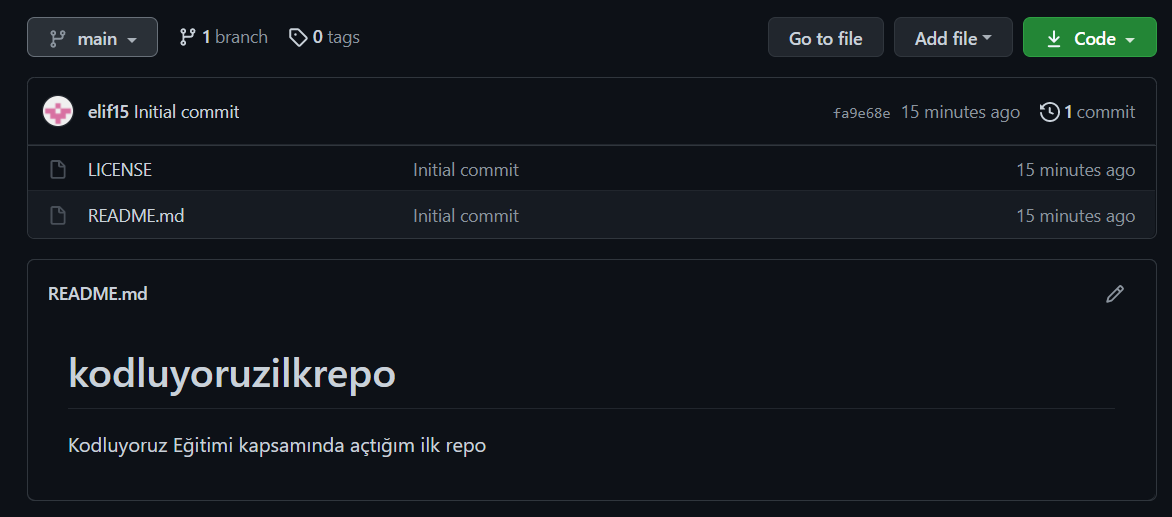 main 1 branch 0 tags Go to file Add file Code
elif15 Initial commit fa9e68e 15 minutes ago 1 commit
LICENSE Initial commit 15 minutes ago
README.md Initial commit 15 minutes ago
README.md
kodluyoruzilkrepo
Kodluyoruz Eğitimi kapsamında açtığım ilk repo